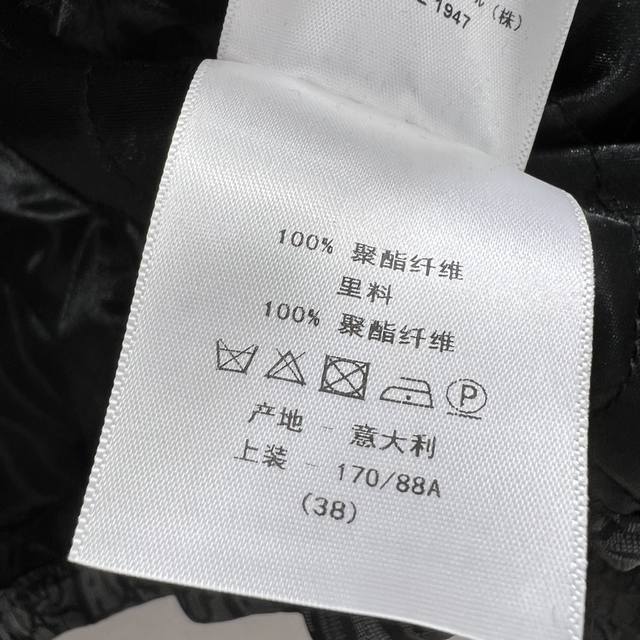 ル (株)
1947
100% 聚酯纤维
里料
100% 聚酯纤维
P
产地 - 意大利
上装 - 170/88A
(38)